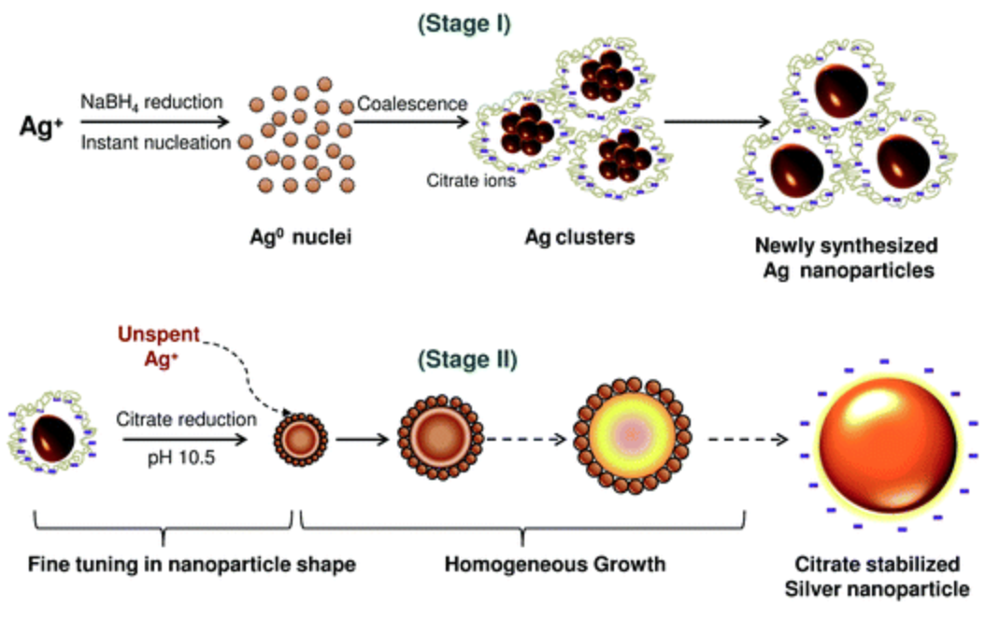 (Stage I)
Ag⁺
NaBH₄ reduction
Instant nucleation
Coalescence
Citrate ions
Ag⁰ nuclei
Ag clusters
Newly synthesized
Ag nanoparticles
Unspent
Ag⁺
(Stage II)
Citrate reduction
pH 10.5
Fine tuning in nanoparticle shape
Homogeneous Growth
Citrate stabilized
Silver nanoparticle